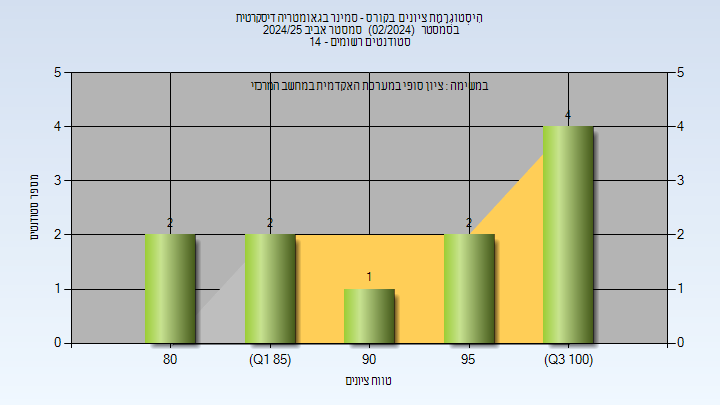 הִיסְטוֹגְרָמַת ציונים בקורס - סמינר בגאומטריה דיסקרטית
בסמסטר (02/2024) סמסטר אביב 2024/25
סטודנטים רשומים - 14
במשימה : ציון סופי במערכת האקדמית במחשב המרכזי
5 5
4 4
3 3
2 2
1 1
0 0
2 2 1 2 4
מספר סטודנטים
80 (Q1 85) 90 95 (Q3 100)
טווח ציונים